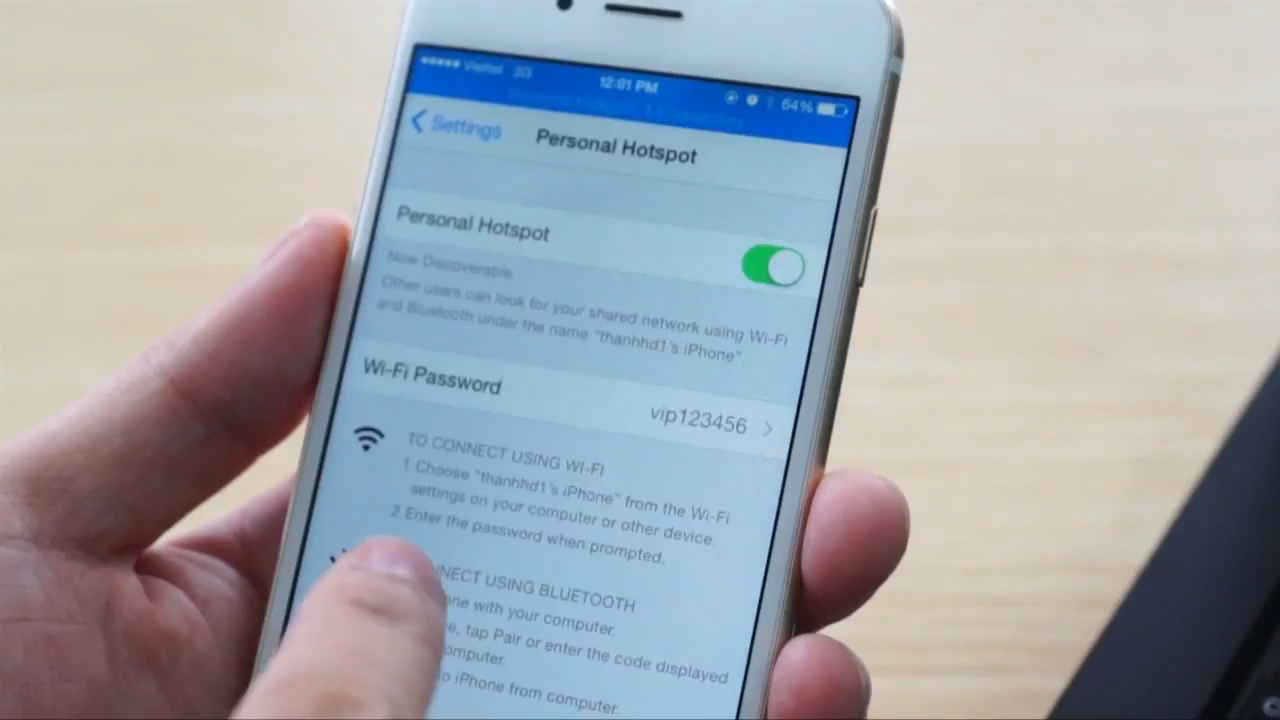 Viettel 3G 12:01 PM 64%
Settings Personal Hotspot
Personal Hotspot
Now Discoverable
Other users can look for your shared network using Wi-Fi
and Bluetooth under the name "thanhhd1's iPhone".
Wi-Fi Password vip123456
TO CONNECT USING WI-FI
1 Choose "thanhhd1's iPhone" from the Wi-Fi
settings on your computer or other device
2 Enter the password when prompted.
USING BLUETOOTH
with your computer.
tap Pair or enter the code displayed
iPhone from computer.